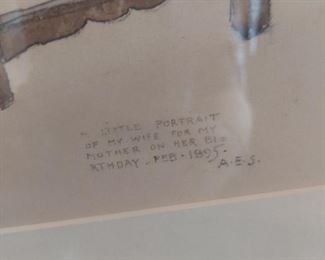 A LITTLE PORTRAIT
OF MY WIFE FOR MY
MOTHER ON HER BI=
RTHDAY. FEB. 1895.
A.E.S.